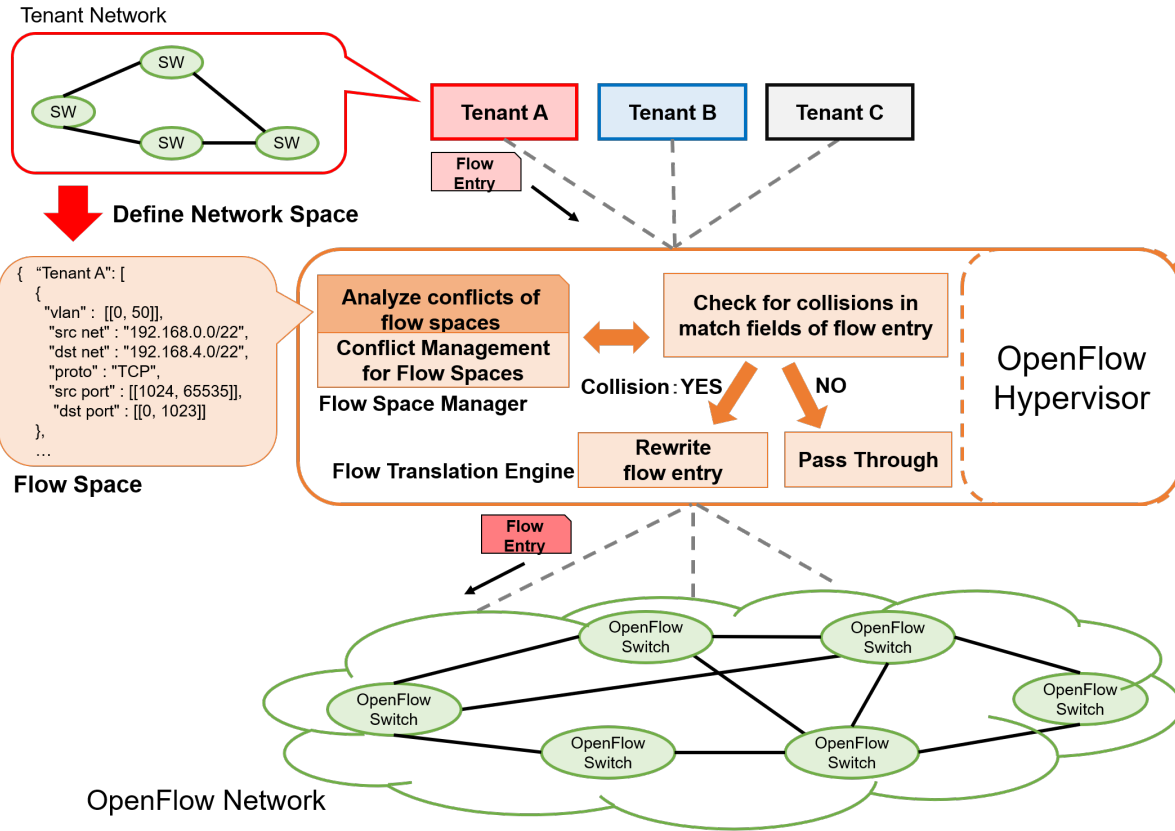 Tenant Network
SW
SW
SW
SW
Tenant A
Tenant B
Tenant C
Flow
Entry
Define Network Space
{ “Tenant A": [
{
"vlan" : [[0, 50]],
"src net" : "192.168.0.0/22",
"dst net" : "192.168.4.0/22",
"proto" : "TCP",
"src port" : [[1024, 65535]],
"dst port" : [[0, 1023]]
},
…
Flow Space
Analyze conflicts of
flow spaces
Conflict Management
for Flow Spaces
Flow Space Manager
Check for collisions in
match fields of flow entry
Collision：YES
NO
Flow Translation Engine
Rewrite
flow entry
Pass Through
OpenFlow
Hypervisor
Flow
Entry
OpenFlow
Switch
OpenFlow
Switch
OpenFlow
Switch
OpenFlow
Switch
OpenFlow
Switch
OpenFlow
Switch
OpenFlow Network